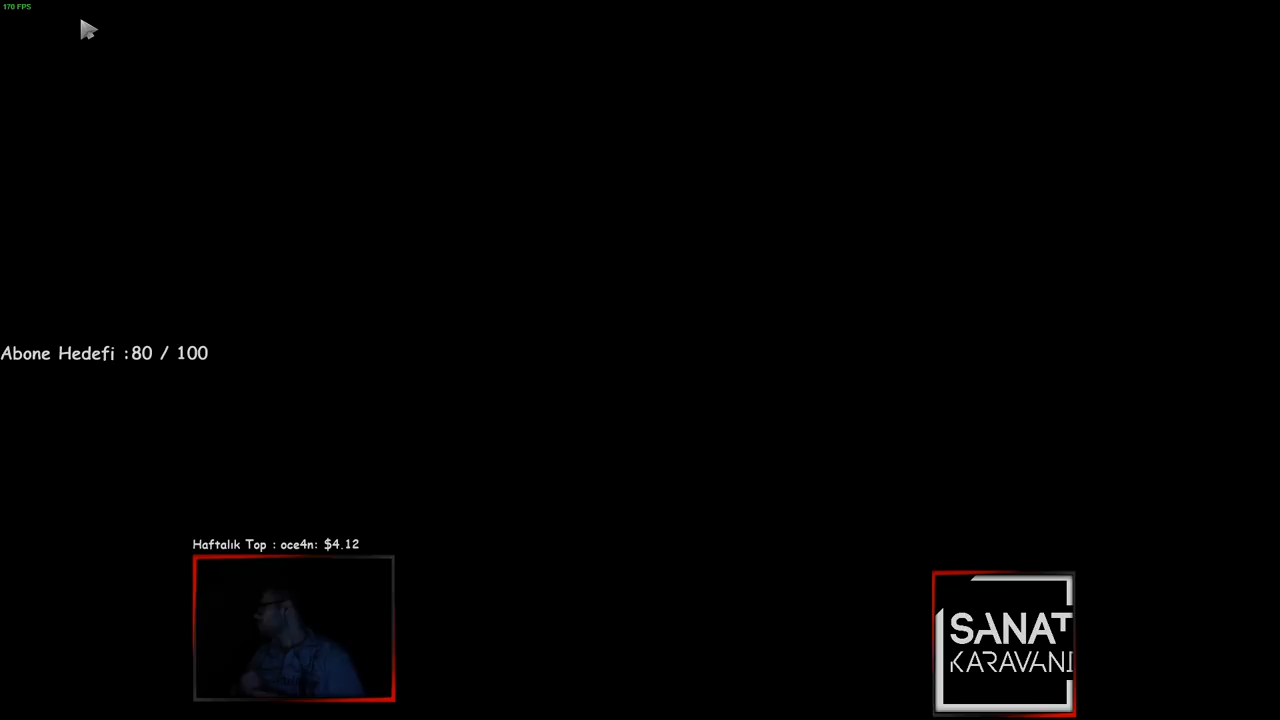 170 FPS
Abone Hedefi :80 / 100
Haftalık Top : oce4n: $4.12
SANAT
KARAVANI